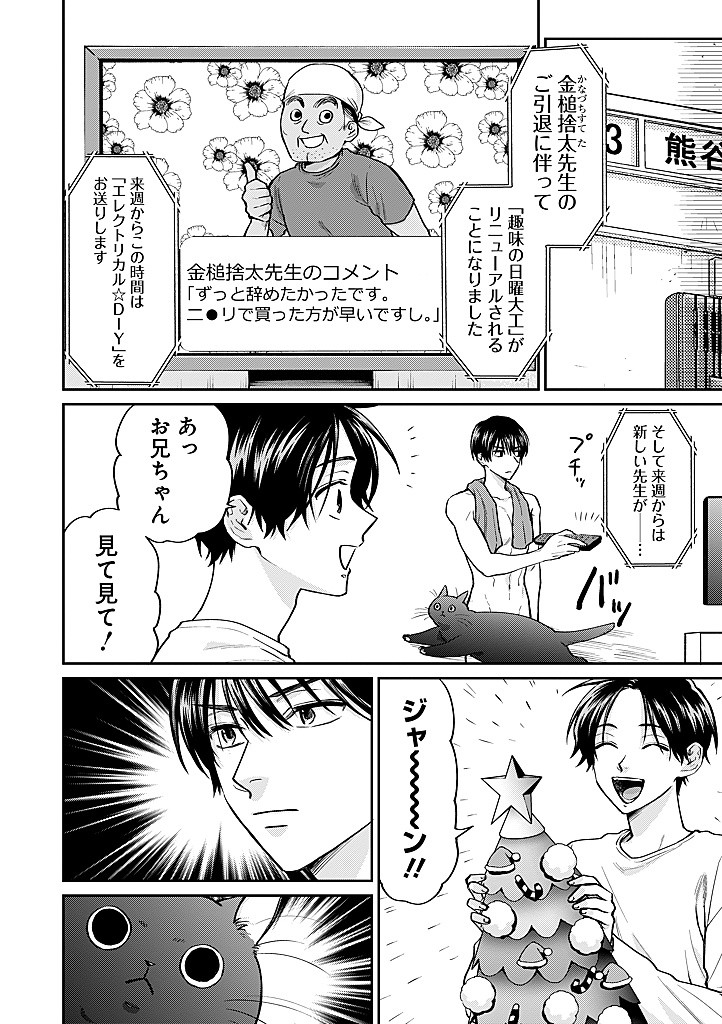 3
熊谷
金槌捨太先生の
かなづちすてた
ご引退に伴って
「趣味の日曜大工」が
リニューアルされる
ことになりました
金槌捨太先生のコメント
「ずっと辞めたかったです。
ニ●リで買った方が早いですし。」
来週からこの時間は
「エレクトリカル☆DIY」を
お送りします
そして来週からは
新しい先生が――……
プチッ
バッ
あっ
お兄ちゃん
見て見て!
ジャ〜〜〜〜ン!!